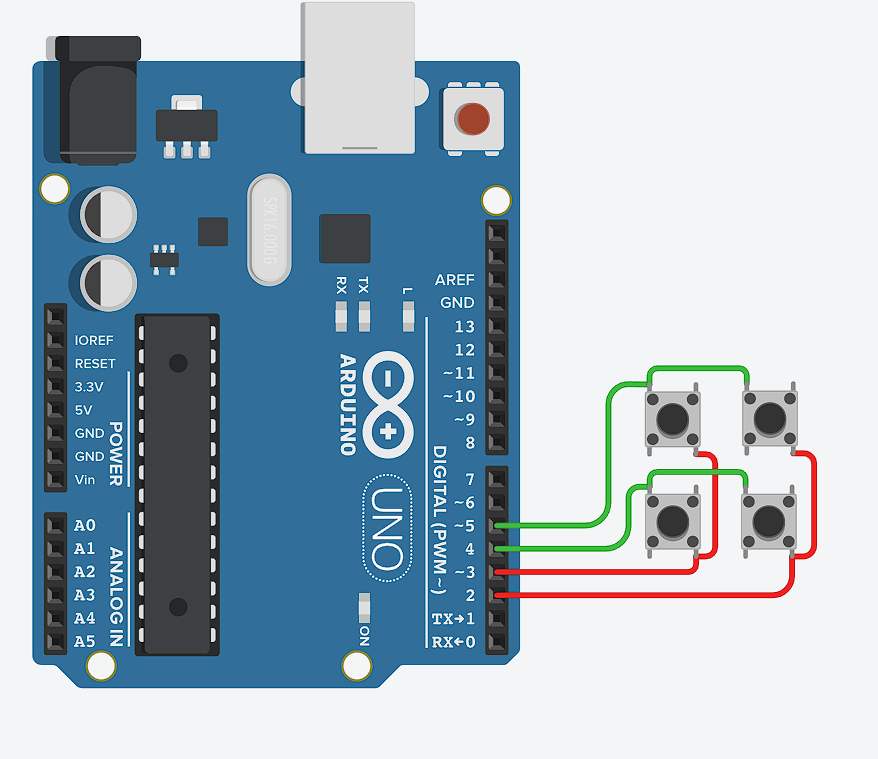 SPK16.000G
RX
TX
L
AREF
GND
13
12
~11
~10
~9
8
7
~6
~5
4
~3
2
TX→1
RX←0
DIGITAL (PWM ~)
ARDUINO
UNO
ON
IOREF
RESET
3.3V
5V
GND
GND
Vin
POWER
A0
A1
A2
A3
A4
A5
ANALOG IN